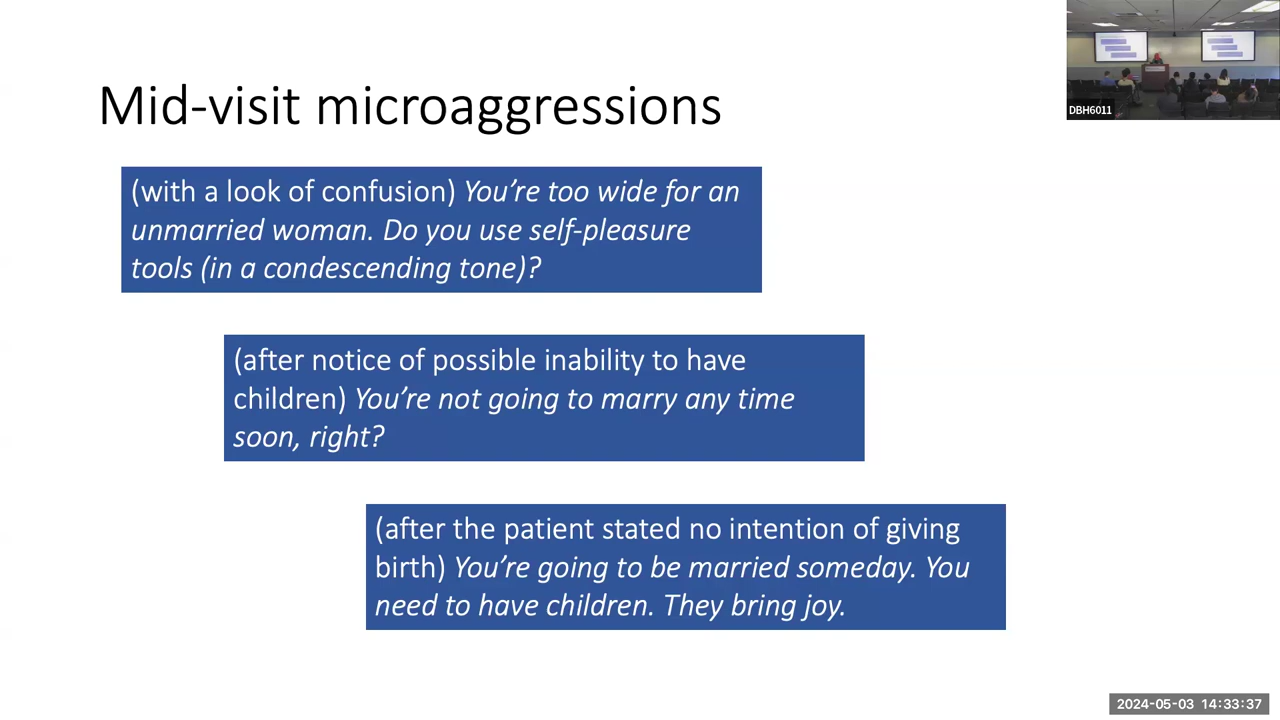 DBH6011
Mid-visit microaggressions
(with a look of confusion) You’re too wide for an
unmarried woman. Do you use self-pleasure
tools (in a condescending tone)?
(after notice of possible inability to have
children) You’re not going to marry any time
soon, right?
(after the patient stated no intention of giving
birth) You’re going to be married someday. You
need to have children. They bring joy.
2024-05-03 14:33:37